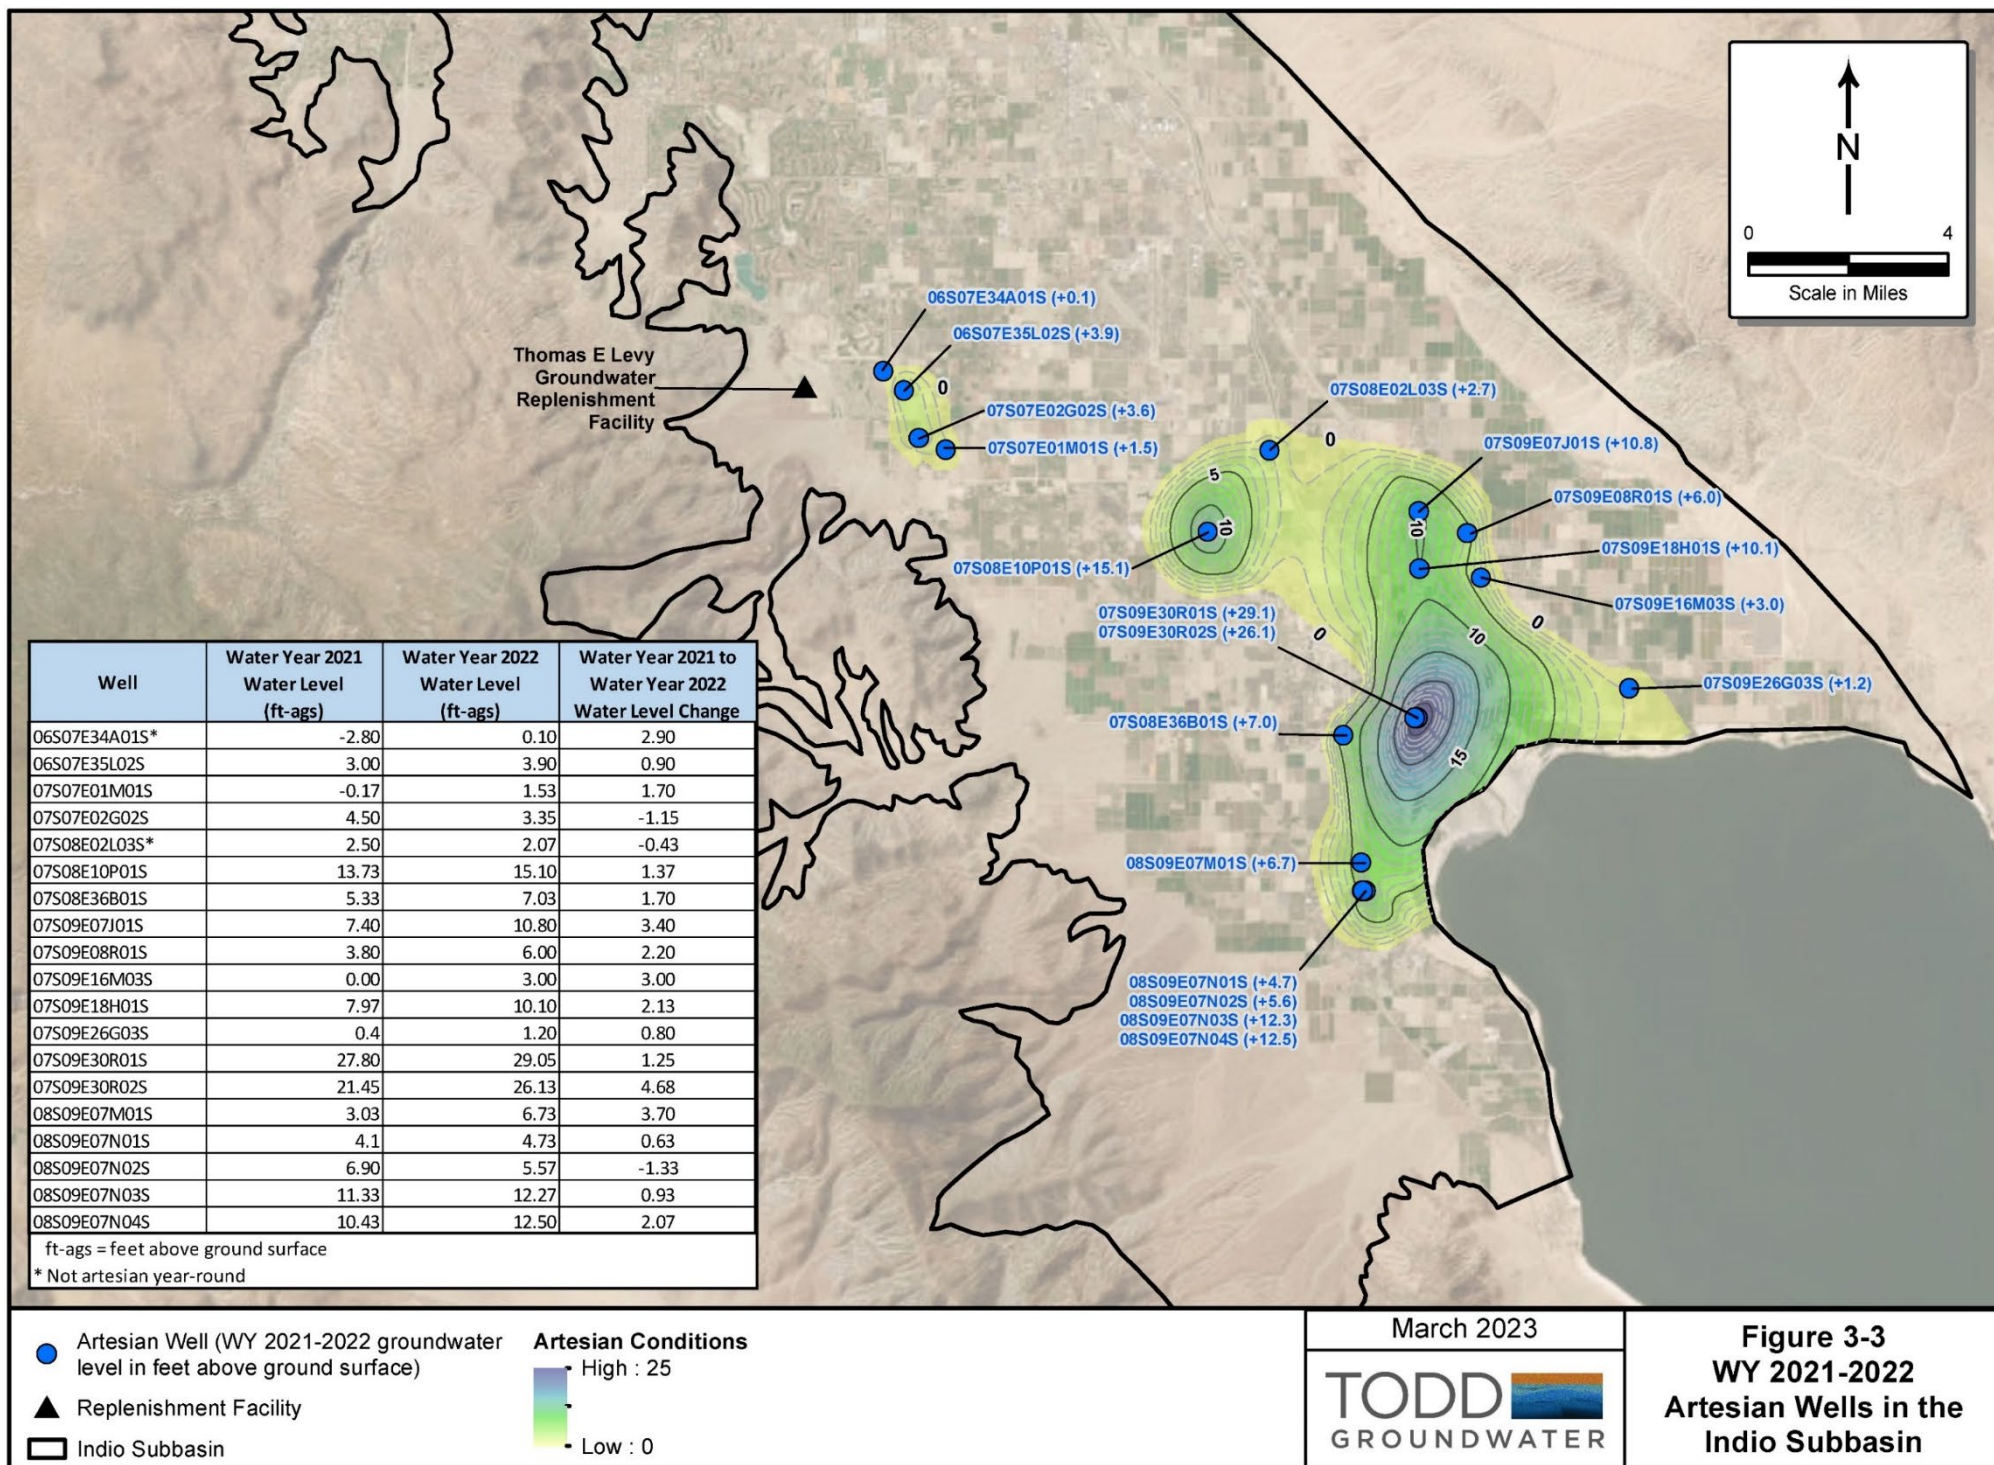 N
0 4
Scale in Miles
06S07E34A01S (+0.1)
06S07E35L02S (+3.9)
Thomas E Levy
Groundwater
Replenishment
Facility
0
07S07E02G02S (+3.6)
07S07E01M01S (+1.5)
07S08E02L03S (+2.7)
0
07S09E07J01S (+10.8)
5
07S09E08R01S (+6.0)
10
10
07S09E18H01S (+10.1)
07S08E10P01S (+15.1)
07S09E16M03S (+3.0)
07S09E30R01S (+29.1)
07S09E30R02S (+26.1)
0
10
0
07S09E26G03S (+1.2)
07S08E36B01S (+7.0)
15
08S09E07M01S (+6.7)
08S09E07N01S (+4.7)
08S09E07N02S (+5.6)
08S09E07N03S (+12.3)
08S09E07N04S (+12.5)
Well
Water Year 2021
Water Level
(ft-ags)
Water Year 2022
Water Level
(ft-ags)
Water Year 2021 to
Water Year 2022
Water Level Change
06S07E34A01S* -2.80 0.10 2.90
06S07E35L02S 3.00 3.90 0.90
07S07E01M01S -0.17 1.53 1.70
07S07E02G02S 4.50 3.35 -1.15
07S08E02L03S* 2.50 2.07 -0.43
07S08E10P01S 13.73 15.10 1.37
07S08E36B01S 5.33 7.03 1.70
07S09E07J01S 7.40 10.80 3.40
07S09E08R01S 3.80 6.00 2.20
07S09E16M03S 0.00 3.00 3.00
07S09E18H01S 7.97 10.10 2.13
07S09E26G03S 0.4 1.20 0.80
07S09E30R01S 27.80 29.05 1.25
07S09E30R02S 21.45 26.13 4.68
08S09E07M01S 3.03 6.73 3.70
08S09E07N01S 4.1 4.73 0.63
08S09E07N02S 6.90 5.57 -1.33
08S09E07N03S 11.33 12.27 0.93
08S09E07N04S 10.43 12.50 2.07
ft-ags = feet above ground surface
* Not artesian year-round
Artesian Well (WY 2021-2022 groundwater
level in feet above ground surface)
Replenishment Facility
Indio Subbasin
Artesian Conditions
High : 25
Low : 0
March 2023
TODD
GROUNDWATER
Figure 3-3
WY 2021-2022
Artesian Wells in the
Indio Subbasin